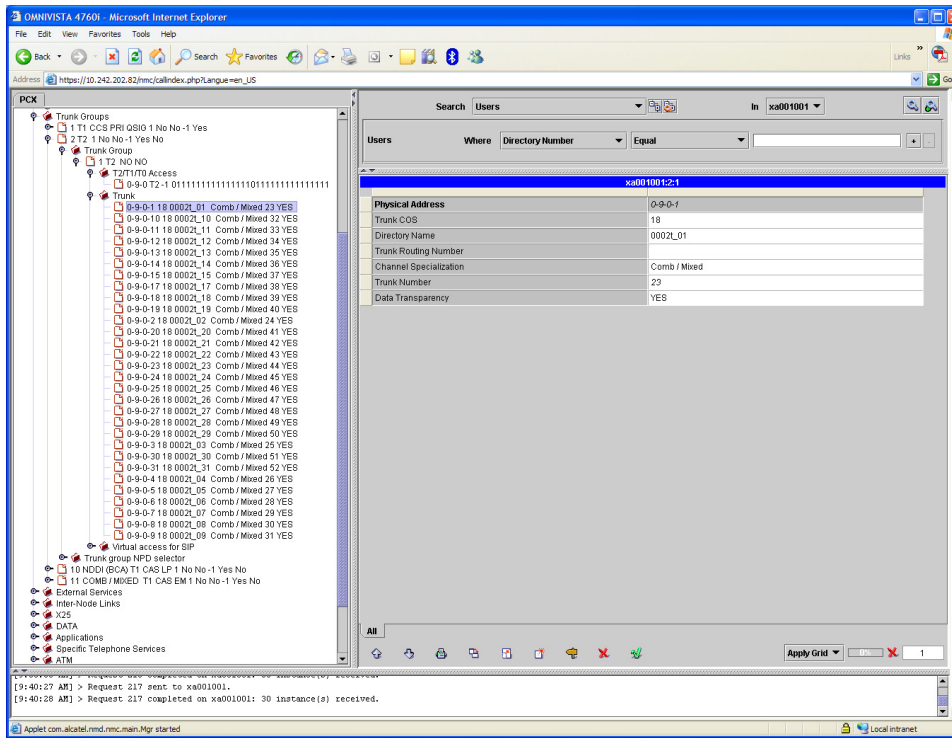 OMNIVISTA 4760i - Microsoft Internet Explorer
File Edit View Favorites Tools Help
Back Search Favorites Links »
Address https://10.242.202.82/nmc/callindex.php?Langue=en_US Go
PCX
Search Users In xa001001
Users Where Directory Number Equal + -
Trunk Groups
1 T1 CCS PRI QSIG 1 No No -1 Yes
2 T2 1 No No -1 Yes No
Trunk Group
1 T2 NO NO
T2/T1/T0 Access
Trunk
0-9-0-1 18 0002t_01 Comb / Mixed 23 YES
0-9-0-10 18 0002t_10 Comb / Mixed 32 YES
0-9-0-11 18 0002t_11 Comb / Mixed 33 YES
0-9-0-12 18 0002t_12 Comb / Mixed 34 YES
0-9-0-13 18 0002t_13 Comb / Mixed 35 YES
0-9-0-14 18 0002t_14 Comb / Mixed 36 YES
0-9-0-15 18 0002t_15 Comb / Mixed 37 YES
0-9-0-17 18 0002t_17 Comb / Mixed 38 YES
0-9-0-18 18 0002t_18 Comb / Mixed 39 YES
0-9-0-19 18 0002t_19 Comb / Mixed 40 YES
0-9-0-2 18 0002t_02 Comb / Mixed 24 YES
0-9-0-20 18 0002t_20 Comb / Mixed 41 YES
0-9-0-21 18 0002t_21 Comb / Mixed 42 YES
0-9-0-22 18 0002t_22 Comb / Mixed 43 YES
0-9-0-23 18 0002t_23 Comb / Mixed 44 YES
0-9-0-24 18 0002t_24 Comb / Mixed 45 YES
0-9-0-25 18 0002t_25 Comb / Mixed 46 YES
0-9-0-26 18 0002t_26 Comb / Mixed 47 YES
0-9-0-27 18 0002t_27 Comb / Mixed 48 YES
0-9-0-28 18 0002t_28 Comb / Mixed 49 YES
0-9-0-29 18 0002t_29 Comb / Mixed 50 YES
0-9-0-3 18 0002t_03 Comb / Mixed 25 YES
0-9-0-30 18 0002t_30 Comb / Mixed 51 YES
0-9-0-31 18 0002t_31 Comb / Mixed 52 YES
0-9-0-4 18 0002t_04 Comb / Mixed 26 YES
0-9-0-5 18 0002t_05 Comb / Mixed 27 YES
0-9-0-6 18 0002t_06 Comb / Mixed 28 YES
0-9-0-7 18 0002t_07 Comb / Mixed 29 YES
0-9-0-8 18 0002t_08 Comb / Mixed 30 YES
0-9-0-9 18 0002t_09 Comb / Mixed 31 YES
Virtual access for SIP
Trunk group NPD selector
10 NDDI (BCA) T1 CAS LP 1 No No -1 Yes No
11 COMB / MIXED T1 CAS EM 1 No No -1 Yes No
External Services
Inter-Node Links
X25
DATA
Applications
Specific Telephone Services
ATM
xa001001:2:1
Physical Address 0-9-0-1
Trunk COS 18
Directory Name 0002t_01
Trunk Routing Number
Channel Specialization Comb / Mixed
Trunk Number 23
Data Transparency YES
All
Apply Grid 0% 1
[9:40:27 AM] > Request 217 sent to xa001001.
[9:40:28 AM] > Request 217 completed on xa001001: 30 instance(s) received.
Applet com.alcatel.nmd.nmc.main.Mgr started Local intranet